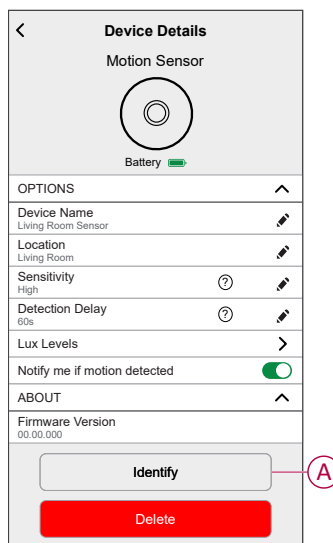 Device Details
Motion Sensor
Battery
OPTIONS
Device Name
Living Room Sensor
Location
Living Room
Sensitivity
?
High
Detection Delay
?
60s
Lux Levels
Notify me if motion detected
ABOUT
Firmware Version
00.00.000
Identify
A
Delete